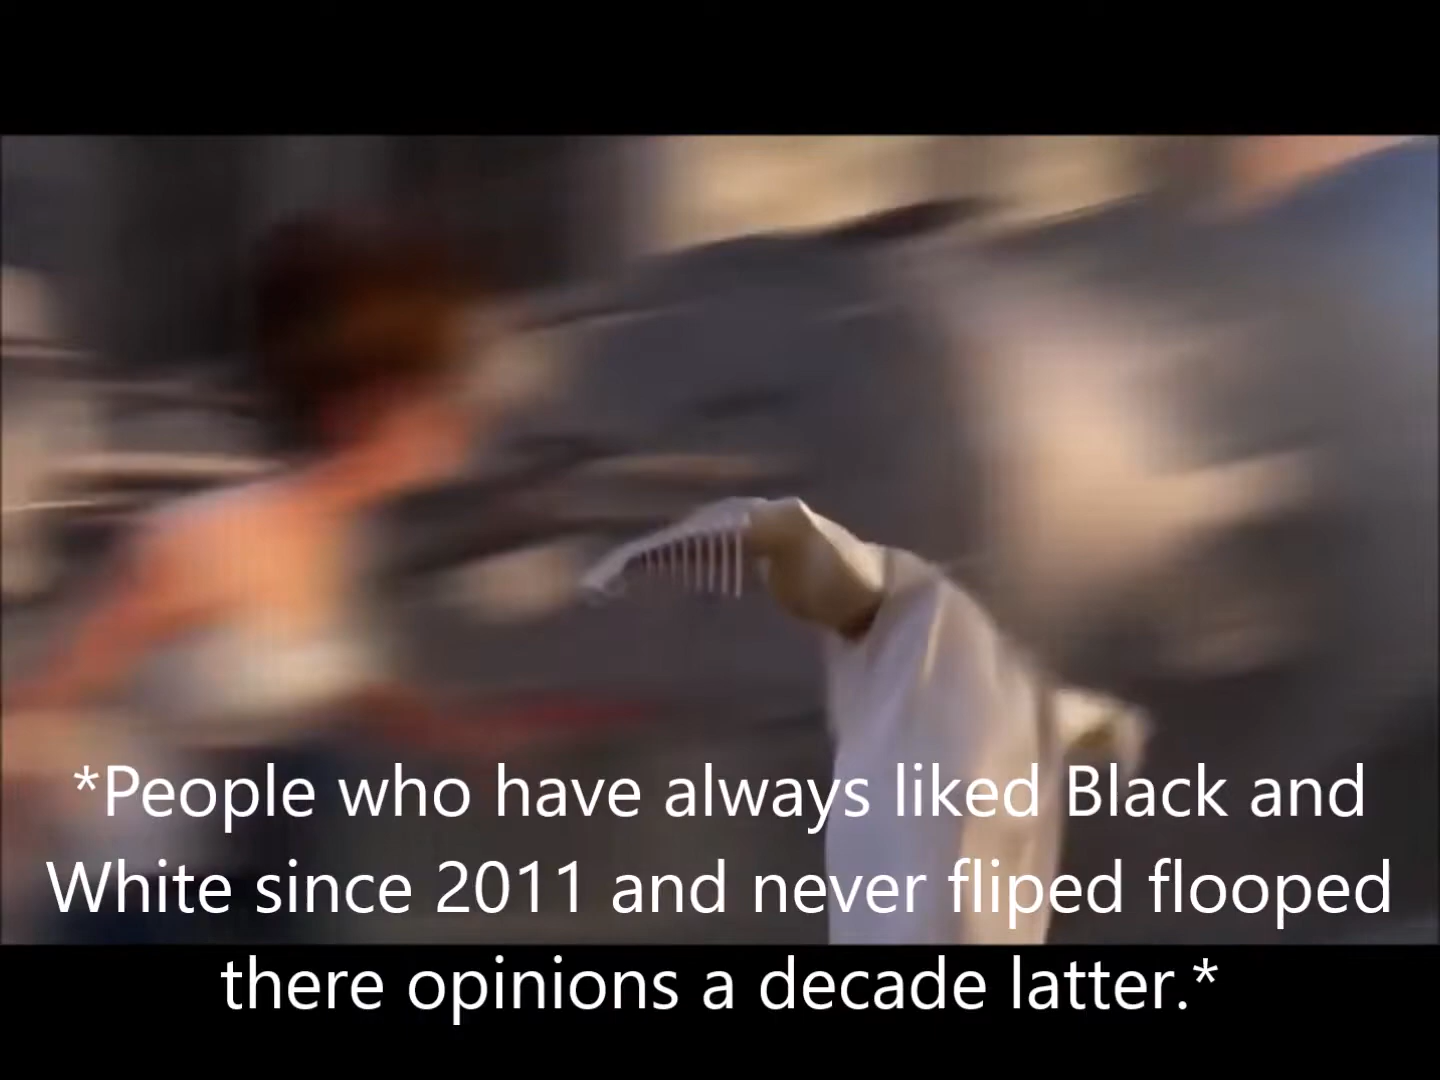 *People who have always liked Black and
White since 2011 and never fliped flooped
there opinions a decade latter.*